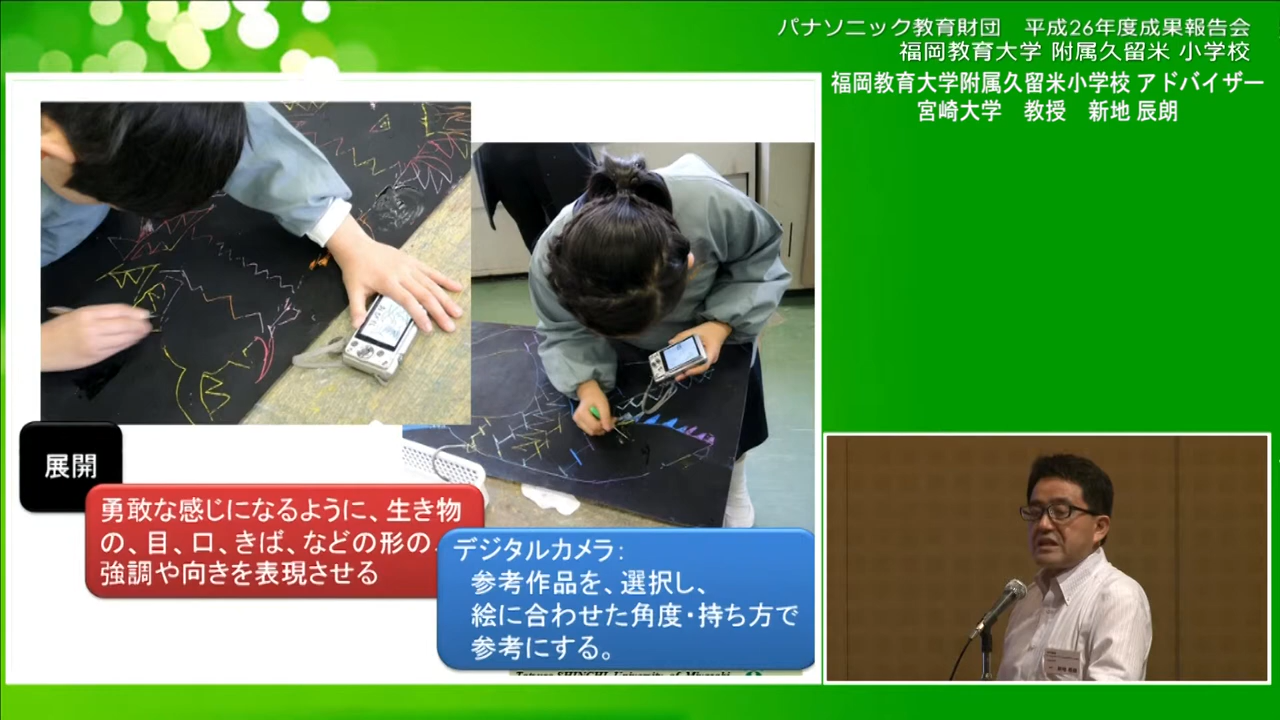 パナソニック教育財団　平成26年度成果報告会
福岡教育大学 附属久留米 小学校
福岡教育大学附属久留米小学校 アドバイザー
宮崎大学　教授　新地 辰朗
展開
勇敢な感じになるように、生き物
の、目、口、きば、などの形の
強調や向きを表現させる
デジタルカメラ：
参考作品を、選択し、
絵に合わせた角度・持ち方で
参考にする。